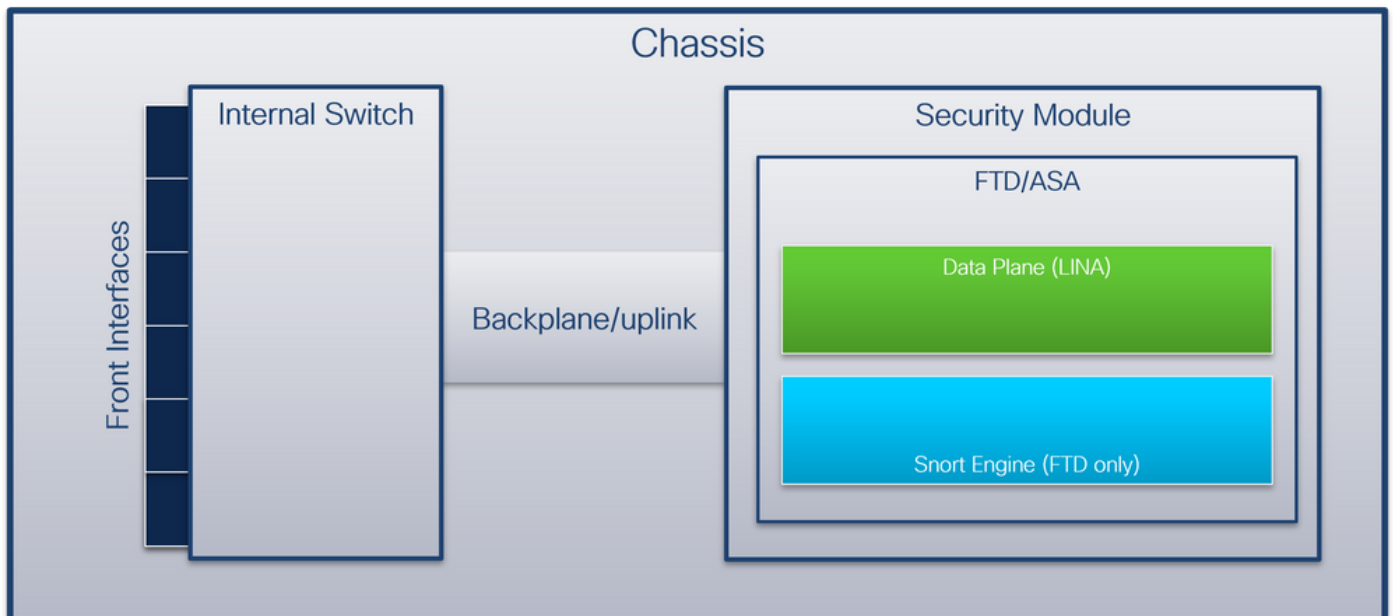 Chassis
Front Interfaces
Internal Switch
Backplane/uplink
Security Module
FTD/ASA
Data Plane (LINA)
Snort Engine (FTD only)